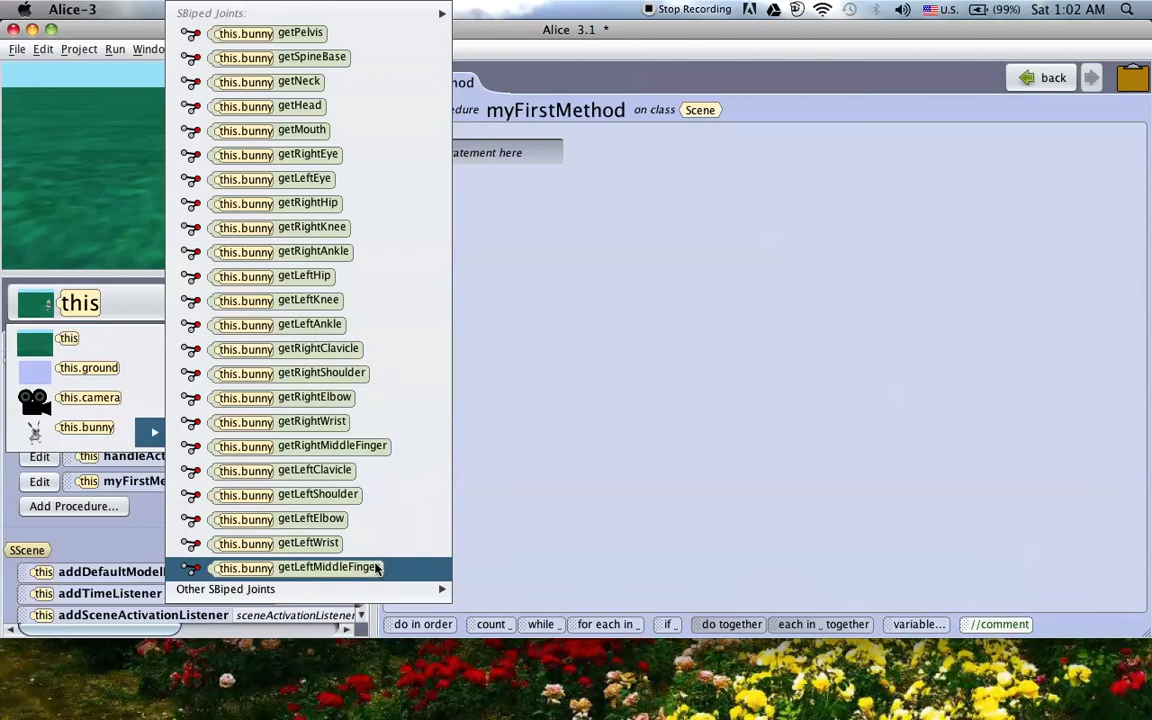 Alice-3
Stop Recording
U.S.
(99%)
Sat 1:02 AM
Alice 3.1 *
File Edit Project Run Windo
back
myFirstMethod on class Scene
this
this
this.ground
this.camera
this.bunny
SBiped Joints:
this.bunny getPelvis
this.bunny getSpineBase
this.bunny getNeck
this.bunny getHead
this.bunny getMouth
this.bunny getRightEye
this.bunny getLeftEye
this.bunny getRightHip
this.bunny getRightKnee
this.bunny getRightAnkle
this.bunny getLeftHip
this.bunny getLeftKnee
this.bunny getLeftAnkle
this.bunny getRightClavicle
this.bunny getRightShoulder
this.bunny getRightElbow
this.bunny getRightWrist
this.bunny getRightMiddleFinger
this.bunny getLeftClavicle
this.bunny getLeftShoulder
this.bunny getLeftElbow
this.bunny getLeftWrist
this.bunny getLeftMiddleFinger
Other SBiped Joints
Edit this handleAct
Edit this myFirstMe
Add Procedure...
SScene
this addDefaultModel
this addTimeListener
this addSceneActivationListener sceneActivationListener
atement here
do in order count while for each in if do together each in together variable... //comment